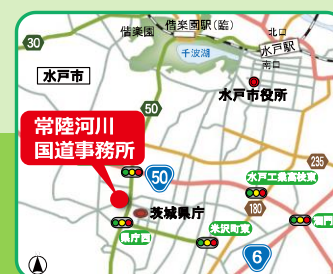 偕楽園
偕楽園駅(臨)
北口
水戸駅
南口
千波湖
30
水戸市
水戸市役所
50
常陸河川
国道事務所
50
235
水戸工業高校東
180
茨城県庁
県庁西
米沢町東
6